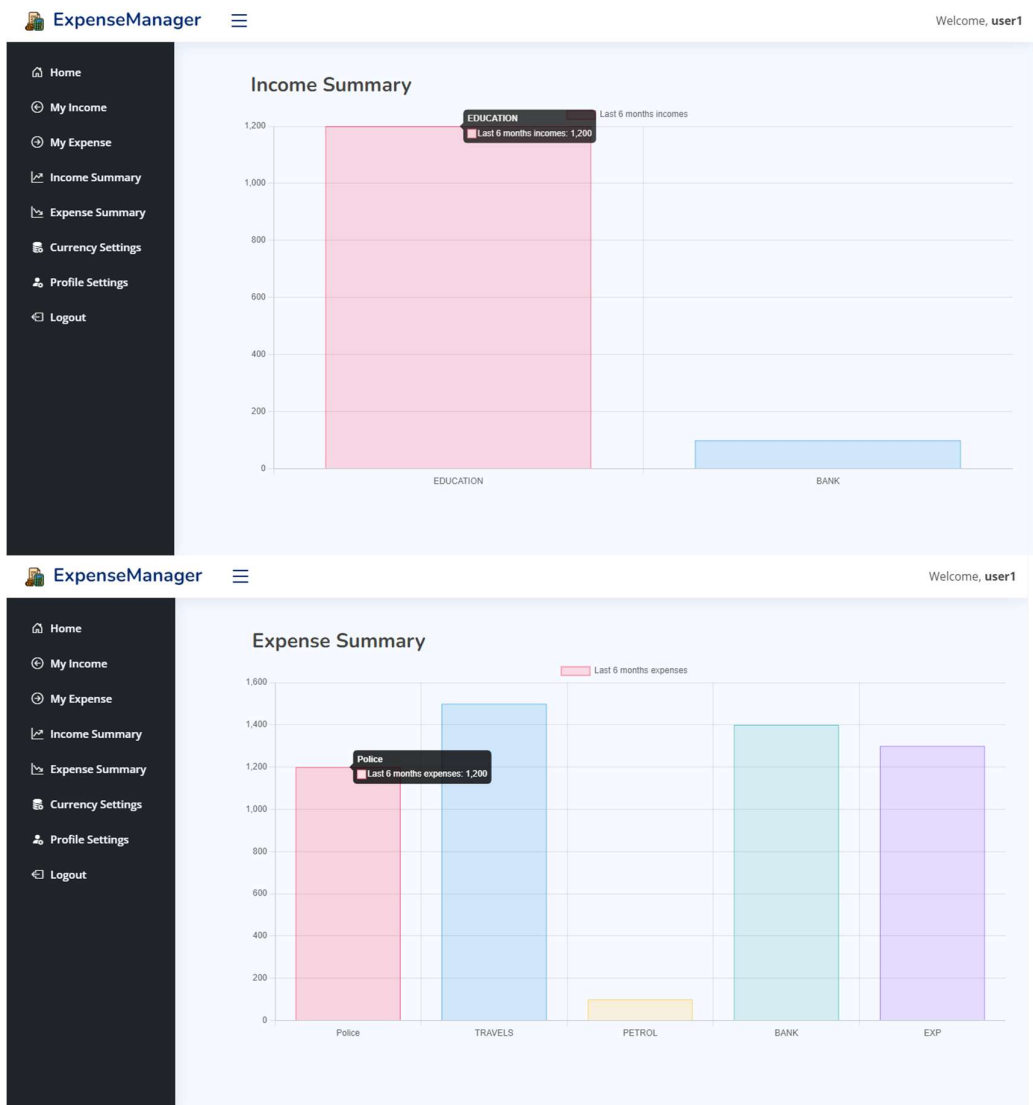 ExpenseManager
Welcome, user1
Home
My Income
My Expense
Income Summary
Expense Summary
Currency Settings
Profile Settings
Logout
Income Summary
Last 6 months incomes
EDUCATION
Last 6 months incomes: 1,200
1,200
1,000
800
600
400
200
0
EDUCATION BANK
ExpenseManager
Welcome, user1
Home
My Income
My Expense
Income Summary
Expense Summary
Currency Settings
Profile Settings
Logout
Expense Summary
Last 6 months expenses
Police
Last 6 months expenses: 1,200
1,600
1,400
1,200
1,000
800
600
400
200
0
Police TRAVELS PETROL BANK EXP